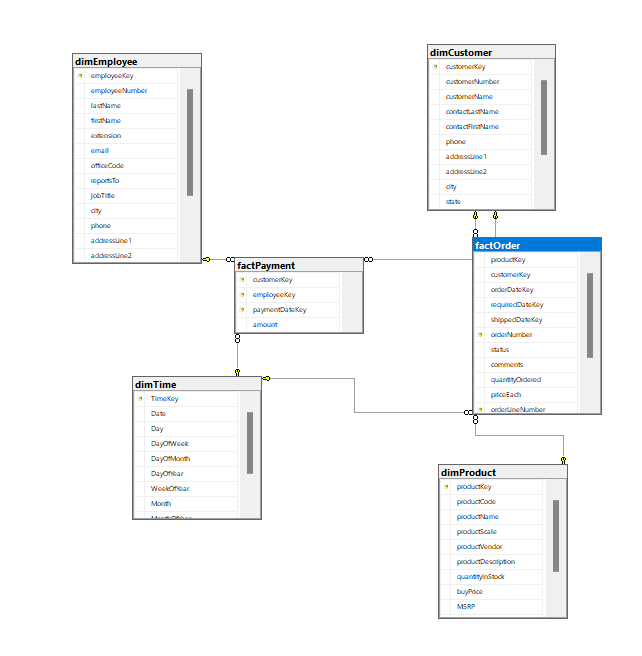 dimEmployee
employeeKey
employeeNumber
lastName
firstName
extension
email
officeCode
reportsTo
jobTitle
city
phone
addressLine1
addressLine2
dimCustomer
customerKey
customerNumber
customerName
contactLastName
contactFirstName
phone
addressLine1
addressLine2
city
state
factPayment
customerKey
employeeKey
paymentDateKey
amount
factOrder
productKey
customerKey
orderDateKey
requiredDateKey
shippedDateKey
orderNumber
status
comments
quantityOrdered
priceEach
orderLineNumber
dimTime
TimeKey
Date
Day
DayOfWeek
DayOfMonth
DayOfYear
WeekOfYear
Month
MonthOfYear
dimProduct
productKey
productCode
productName
productScale
productVendor
productDescription
quantityInStock
buyPrice
MSRP